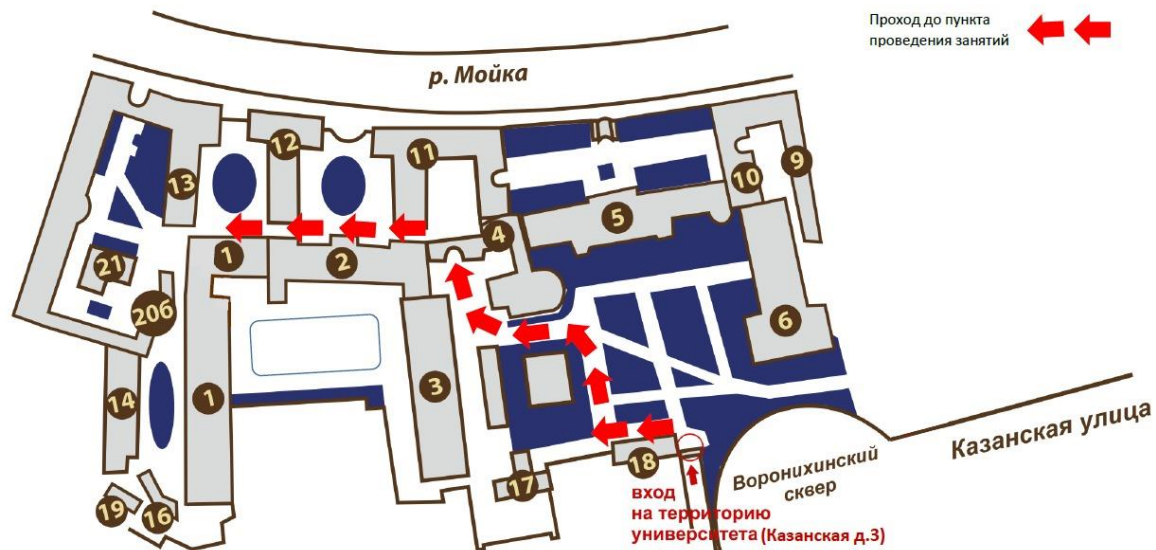 Проход до пункта
проведения занятий
р. Мойка
12
11
13
10
9
5
4
1
2
21
20б
6
3
14
1
18
17
19
16
Казанская улица
Воронихинский
сквер
вход
на территорию
университета (Казанская д.3)